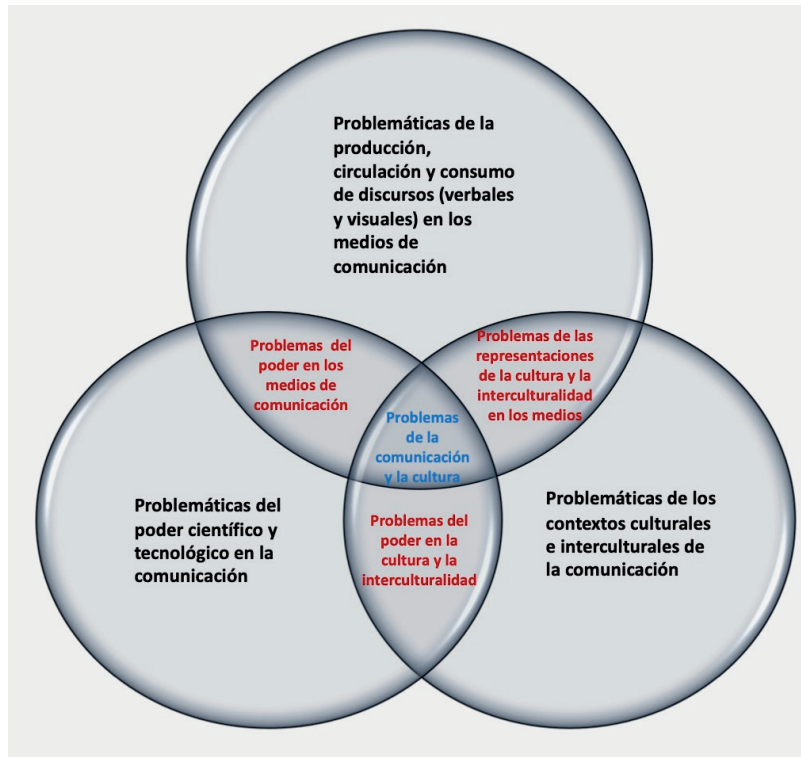 Problemáticas de la
producción,
circulación y consumo
de discursos (verbales
y visuales) en los
medios de
comunicación
Problemas del
poder en los
medios de
comunicación
Problemas de las
representaciones
de la cultura y la
interculturalidad
en los medios
Problemas
de la
comunicación
y la cultura
Problemáticas del
poder científico y
tecnológico en la
comunicación
Problemas del
poder en la
cultura y la
interculturalidad
Problemáticas de los
contextos culturales
e interculturales de
la comunicación